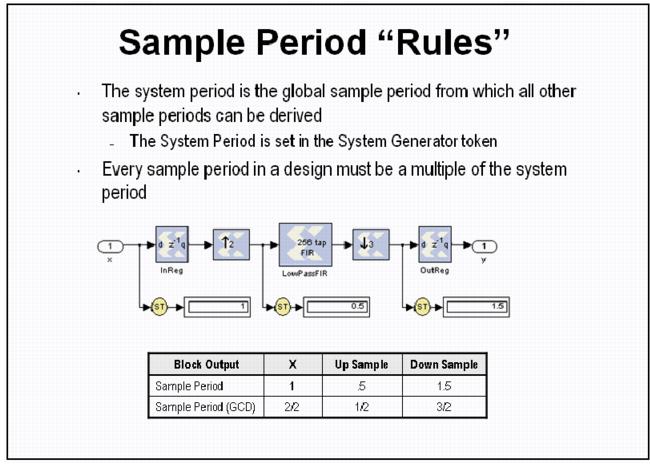 Sample Period “Rules”
· The system period is the global sample period from which all other
sample periods can be derived
- The System Period is set in the System Generator token
· Every sample period in a design must be a multiple of the system
period
1
x
d z⁻¹ q
InReg
↑2
256 tap
FIR
LowPassFIR
↓3
d z⁻¹ q
OutReg
1
y
ST
1
ST
0.5
ST
1.5
Block Output X Up Sample Down Sample
Sample Period 1 .5 1.5
Sample Period (GCD) 2/2 1/2 3/2